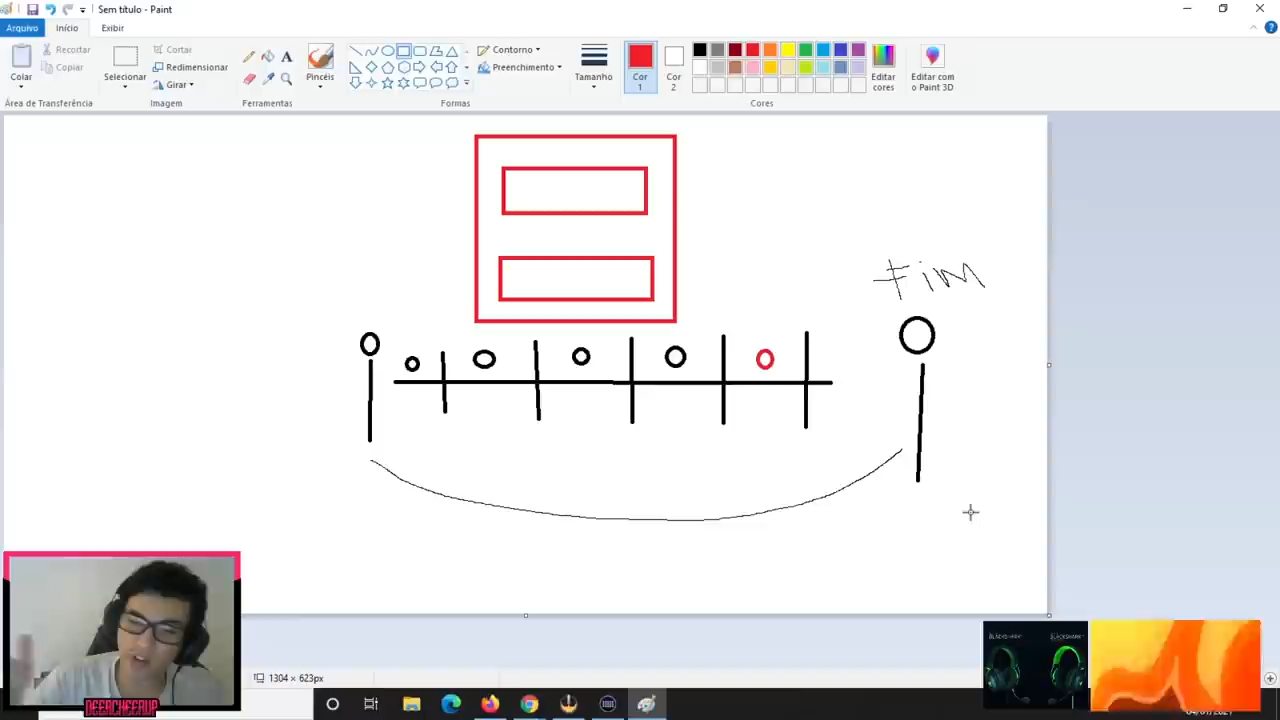 Sem título - Paint
Arquivo
Início
Exibir
Colar
Recortar
Copiar
Área de Transferência
Selecionar
Cortar
Redimensionar
Girar
Imagem
Ferramentas
Pincéis
Formas
Contorno
Preenchimento
Tamanho
Cor 1
Cor 2
Editar cores
Editar com o Paint 3D
Cores
Fim
DEERCHEERUP
1304 × 623px